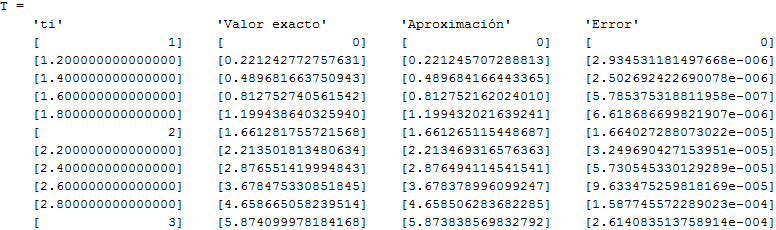 T =
'ti' 'Valor exacto' 'Aproximación' 'Error'
[ 1] [ 0] [ 0] [ 0]
[1.200000000000000] [0.221242772757631] [0.221245707288813] [2.934531181497668e-006]
[1.400000000000000] [0.489681663750943] [0.489684166443365] [2.502692422690078e-006]
[1.600000000000000] [0.812752740561542] [0.812752162024010] [5.785375318811958e-007]
[1.800000000000000] [1.199438640325940] [1.199432021639241] [6.618686699821907e-006]
[ 2] [1.661281755721568] [1.661265115448687] [1.664027288073022e-005]
[2.200000000000000] [2.213501813480634] [2.213469316576363] [3.249690427153951e-005]
[2.400000000000000] [2.876551419994843] [2.876494114541541] [5.730545330129289e-005]
[2.600000000000000] [3.678475330851845] [3.678378996099247] [9.633475259818169e-005]
[2.800000000000000] [4.658665058239514] [4.658506283682285] [1.587745572289023e-004]
[ 3] [5.874099978184168] [5.873838569832792] [2.614083513758914e-004]